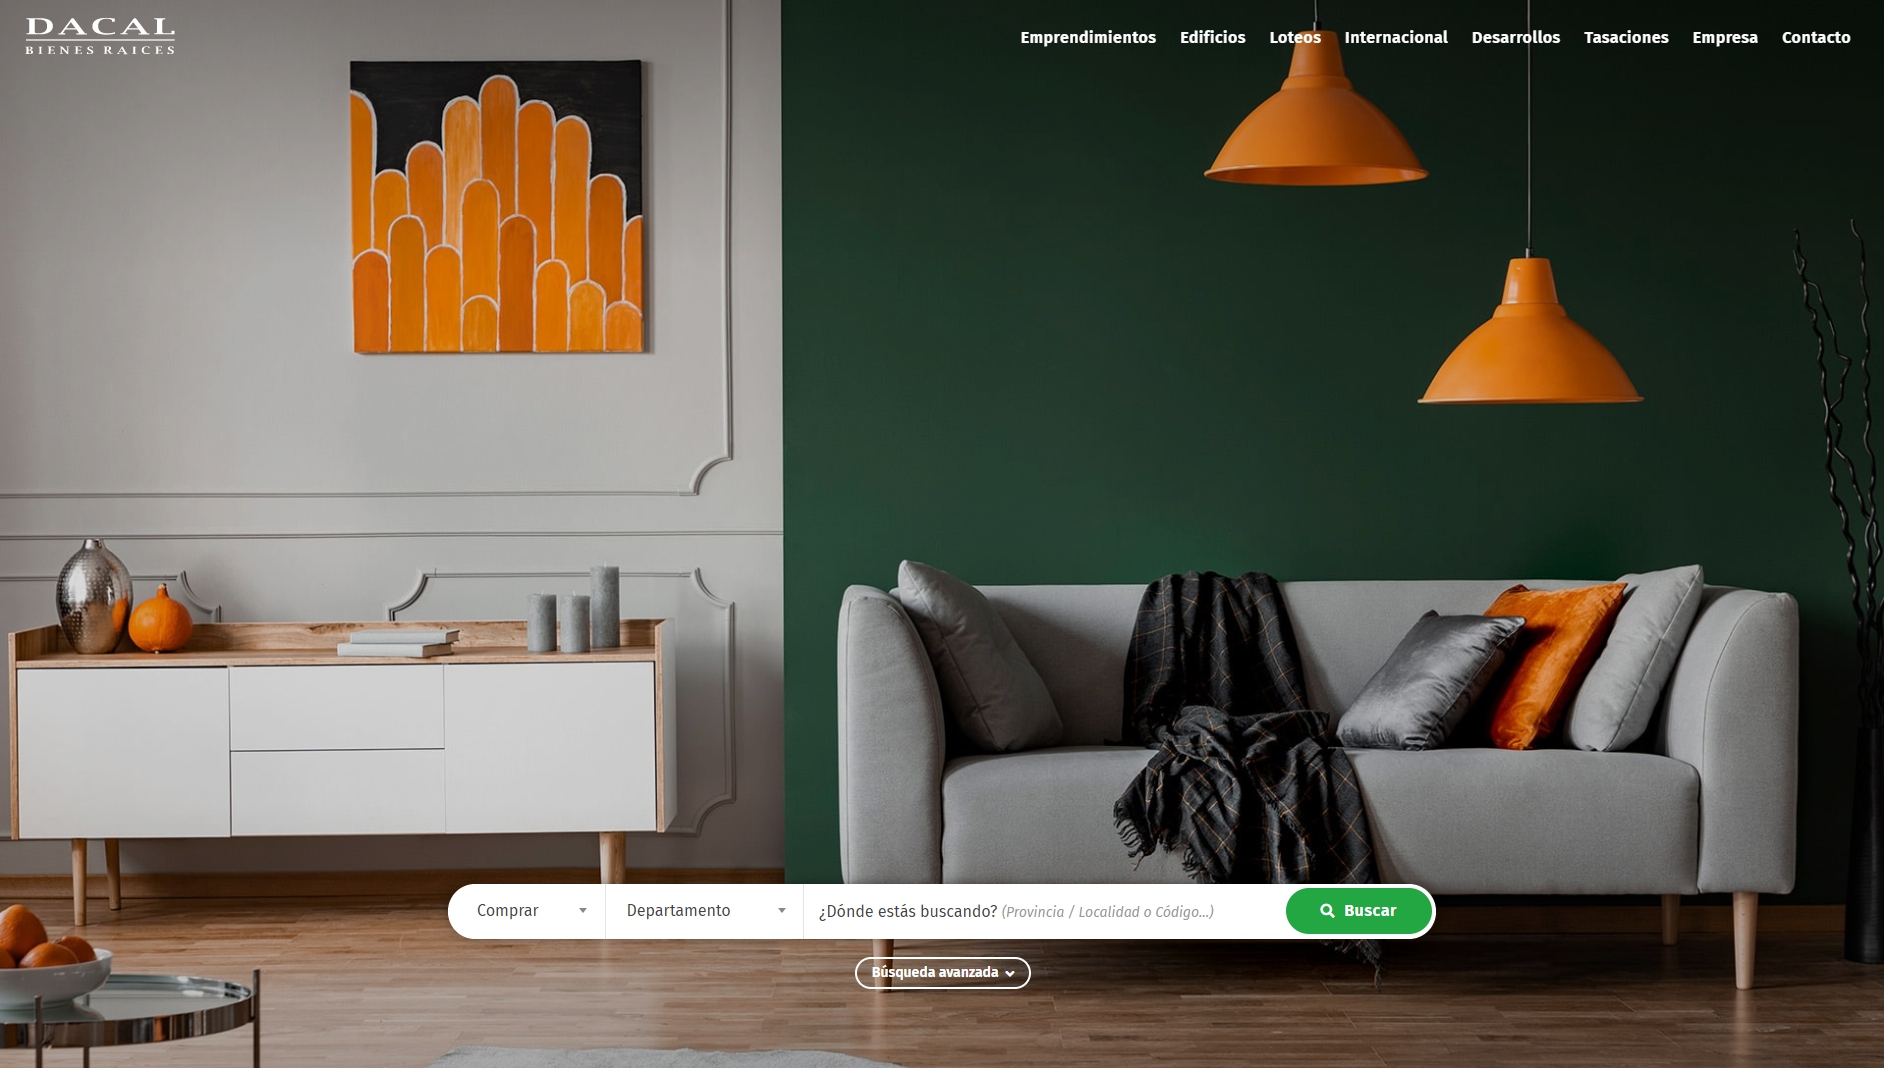 DACAL
BIENES RAICES
Emprendimientos Edificios Loteos Internacional Desarrollos Tasaciones Empresa Contacto
Comprar Departamento ¿Dónde estás buscando? (Provincia / Localidad o Código...) Buscar
Búsqueda avanzada